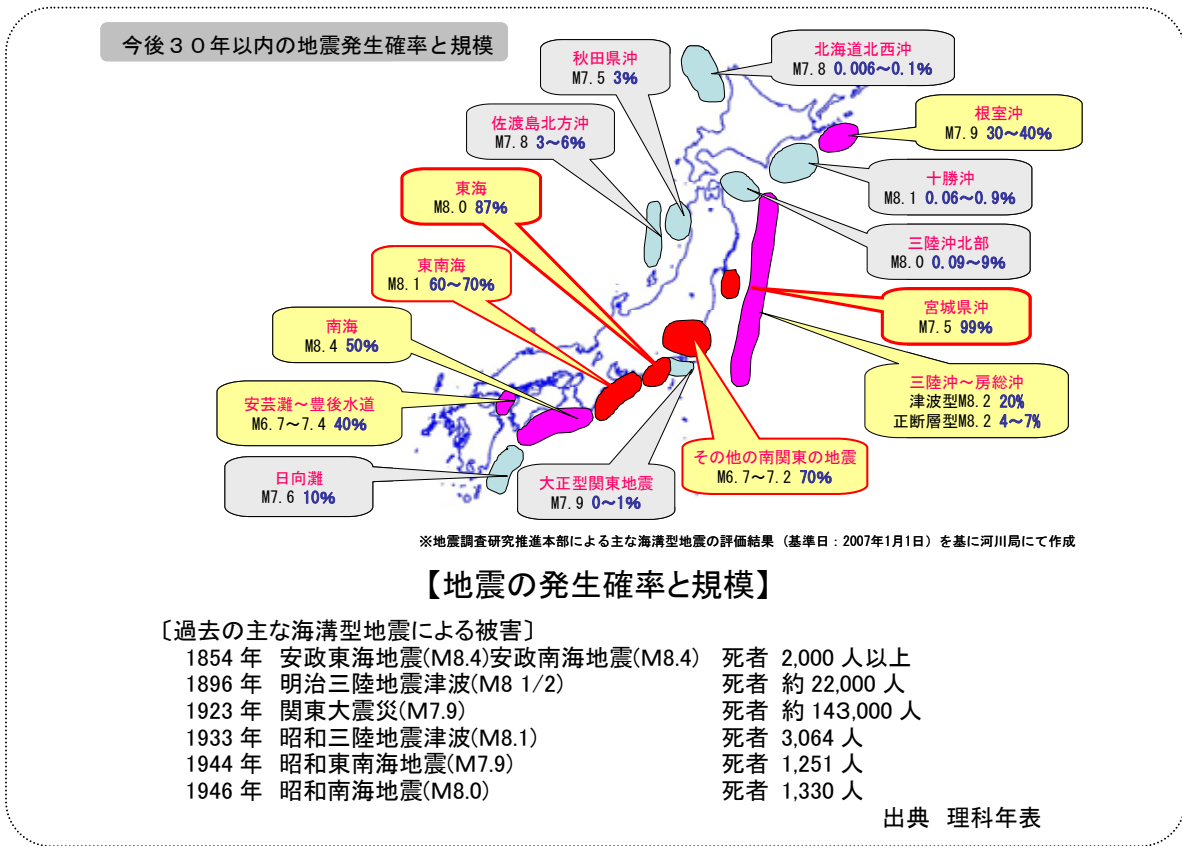 今後３０年以内の地震発生確率と規模
北海道北西沖
M7.8 0.006～0.1%
秋田県沖
M7.5 3%
根室沖
M7.9 30～40%
佐渡島北方沖
M7.8 3～6%
十勝沖
M8.1 0.06～0.9%
東海
M8.0 87%
三陸沖北部
M8.0 0.09～9%
東南海
M8.1 60～70%
宮城県沖
M7.5 99%
南海
M8.4 50%
三陸沖～房総沖
津波型M8.2 20%
正断層型M8.2 4～7%
安芸灘～豊後水道
M6.7～7.4 40%
その他の南関東の地震
M6.7～7.2 70%
日向灘
M7.6 10%
大正型関東地震
M7.9 0～1%
※地震調査研究推進本部による主な海溝型地震の評価結果（基準日：2007年1月1日）を基に河川局にて作成
【地震の発生確率と規模】
〔過去の主な海溝型地震による被害〕
1854 年 安政東海地震(M8.4)安政南海地震(M8.4) 死者 2,000 人以上
1896 年 明治三陸地震津波(M8 1/2) 死者 約 22,000 人
1923 年 関東大震災(M7.9) 死者 約 143,000 人
1933 年 昭和三陸地震津波(M8.1) 死者 3,064 人
1944 年 昭和東南海地震(M7.9) 死者 1,251 人
1946 年 昭和南海地震(M8.0) 死者 1,330 人
出典 理科年表